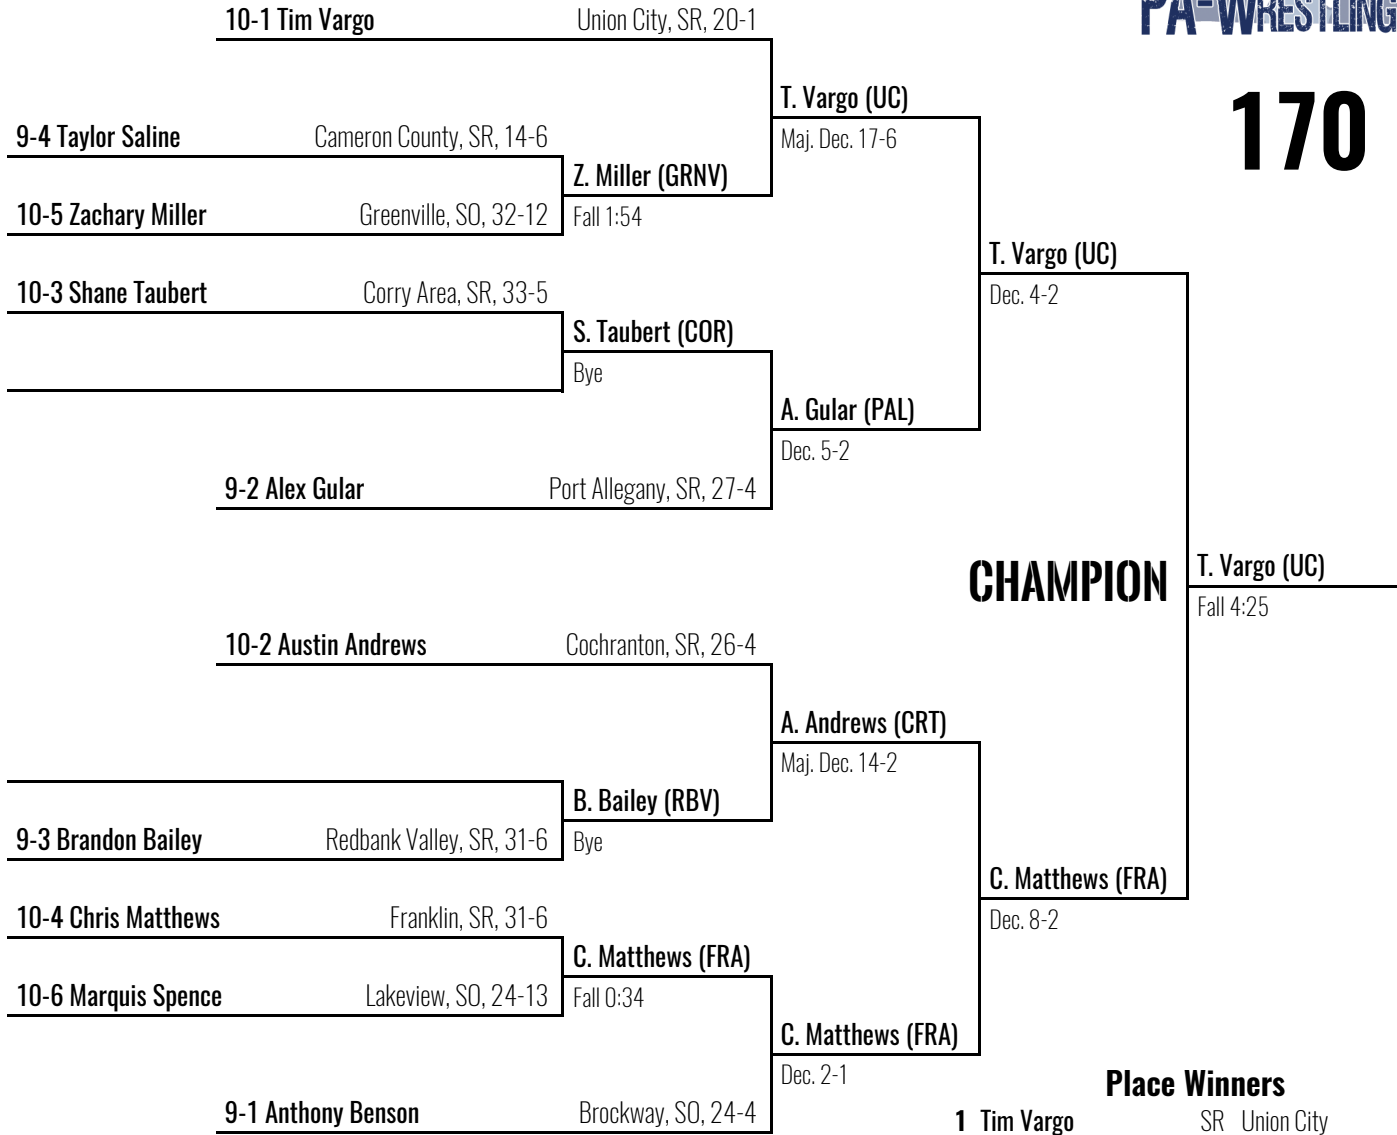 10-1 Tim Vargo Union City, SR, 20-1
PA-WRESTLING
T. Vargo (UC)
170
9-4 Taylor Saline Cameron County, SR, 14-6
Maj. Dec. 17-6
Z. Miller (GRNV)
10-5 Zachary Miller Greenville, SO, 32-12
Fall 1:54
T. Vargo (UC)
10-3 Shane Taubert Corry Area, SR, 33-5
Dec. 4-2
S. Taubert (COR)
Bye
A. Gular (PAL)
Dec. 5-2
9-2 Alex Gular Port Allegany, SR, 27-4
CHAMPION
T. Vargo (UC)
Fall 4:25
10-2 Austin Andrews Cochranton, SR, 26-4
A. Andrews (CRT)
Maj. Dec. 14-2
B. Bailey (RBV)
9-3 Brandon Bailey Redbank Valley, SR, 31-6
Bye
C. Matthews (FRA)
10-4 Chris Matthews Franklin, SR, 31-6
Dec. 8-2
C. Matthews (FRA)
10-6 Marquis Spence Lakeview, SO, 24-13
Fall 0:34
C. Matthews (FRA)
Dec. 2-1
Place Winners
9-1 Anthony Benson Brockway, SO, 24-4
1 Tim Vargo SR Union City